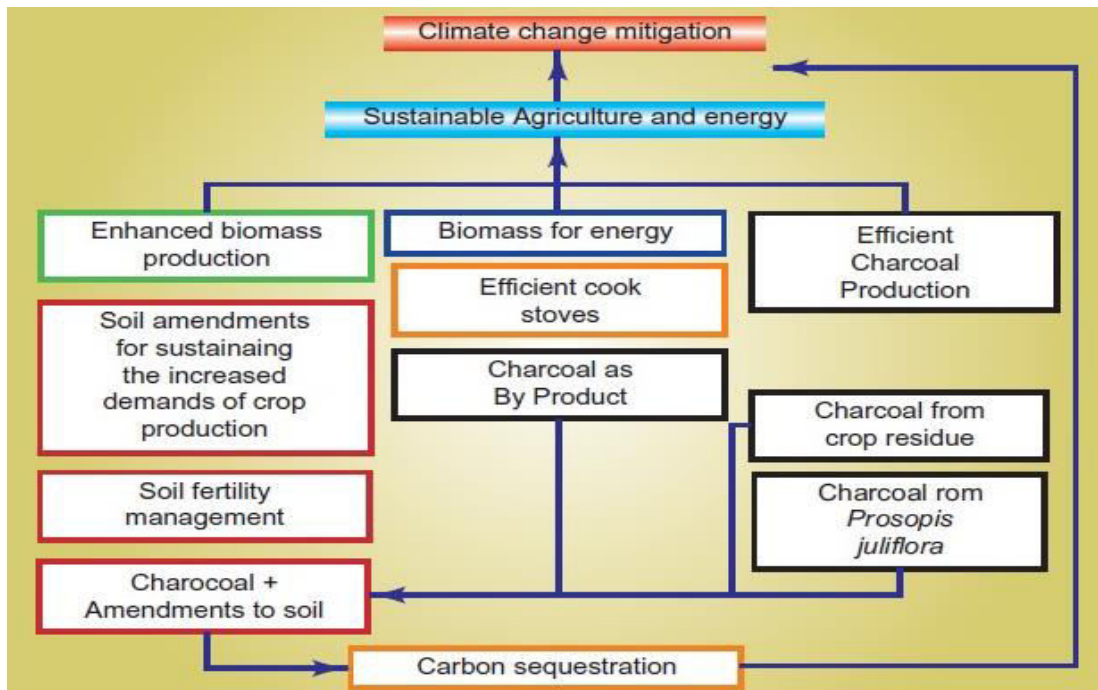 Climate change mitigation
Sustainable Agriculture and energy
Enhanced biomass
production
Biomass for energy
Efficient
Charcoal
Production
Efficient cook
stoves
Soil amendments
for sustainaing
the increased
demands of crop
production
Charcoal as
By Product
Charcoal from
crop residue
Soil fertility
management
Charcoal rom
Prosopis
juliflora
Charocoal +
Amendments to soil
Carbon sequestration